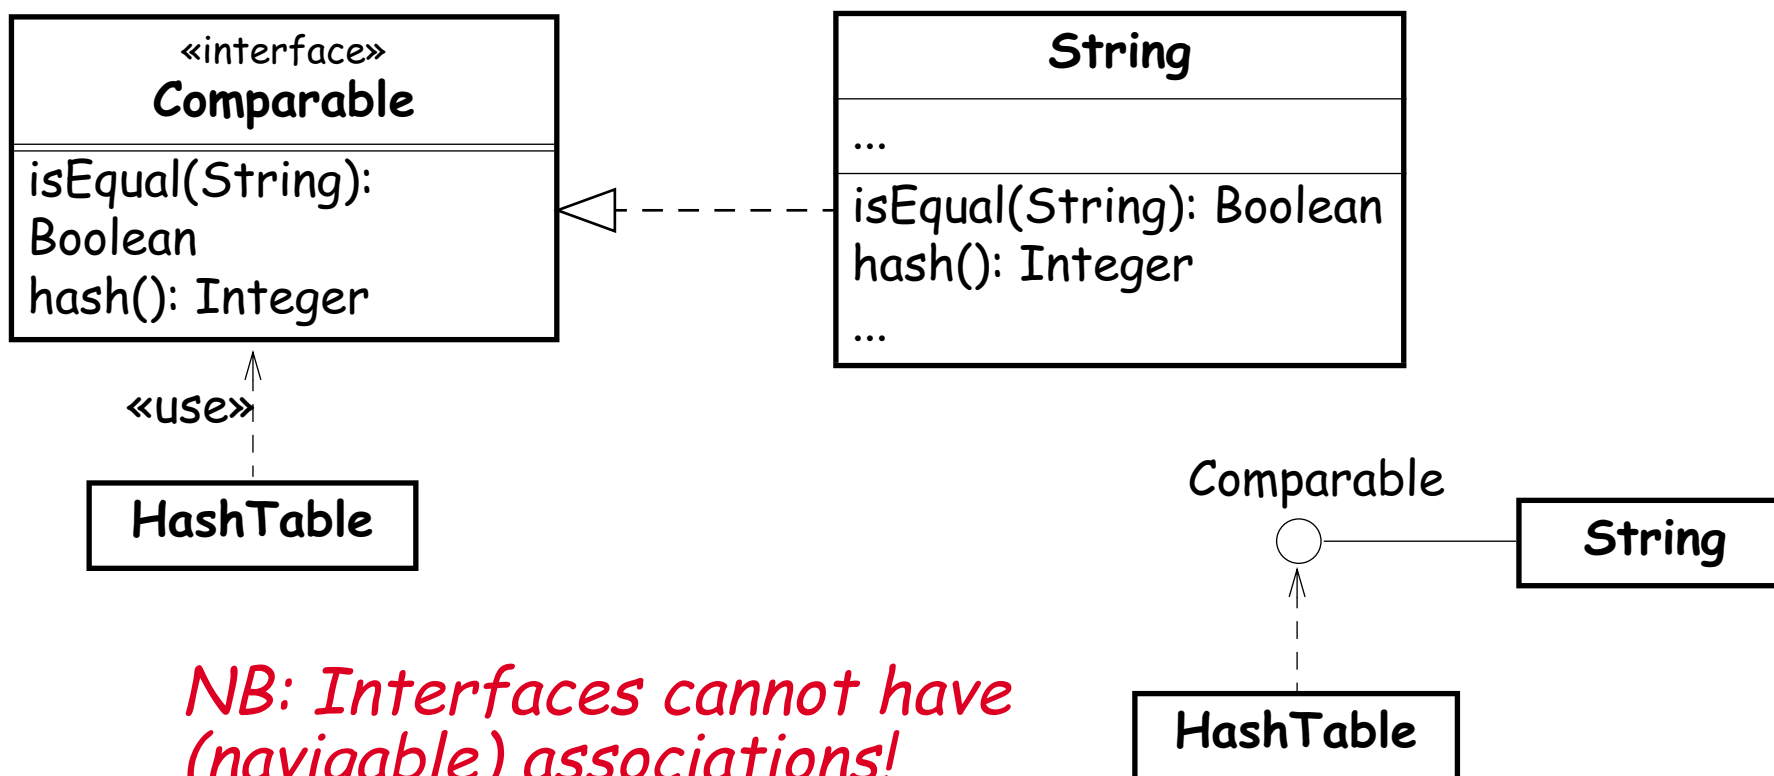 «interface»
Comparable
isEqual(String):
Boolean
hash(): Integer
String
...
isEqual(String): Boolean
hash(): Integer
...
«use»
HashTable
Comparable
String
HashTable
NB: Interfaces cannot have
(navigable) associations!